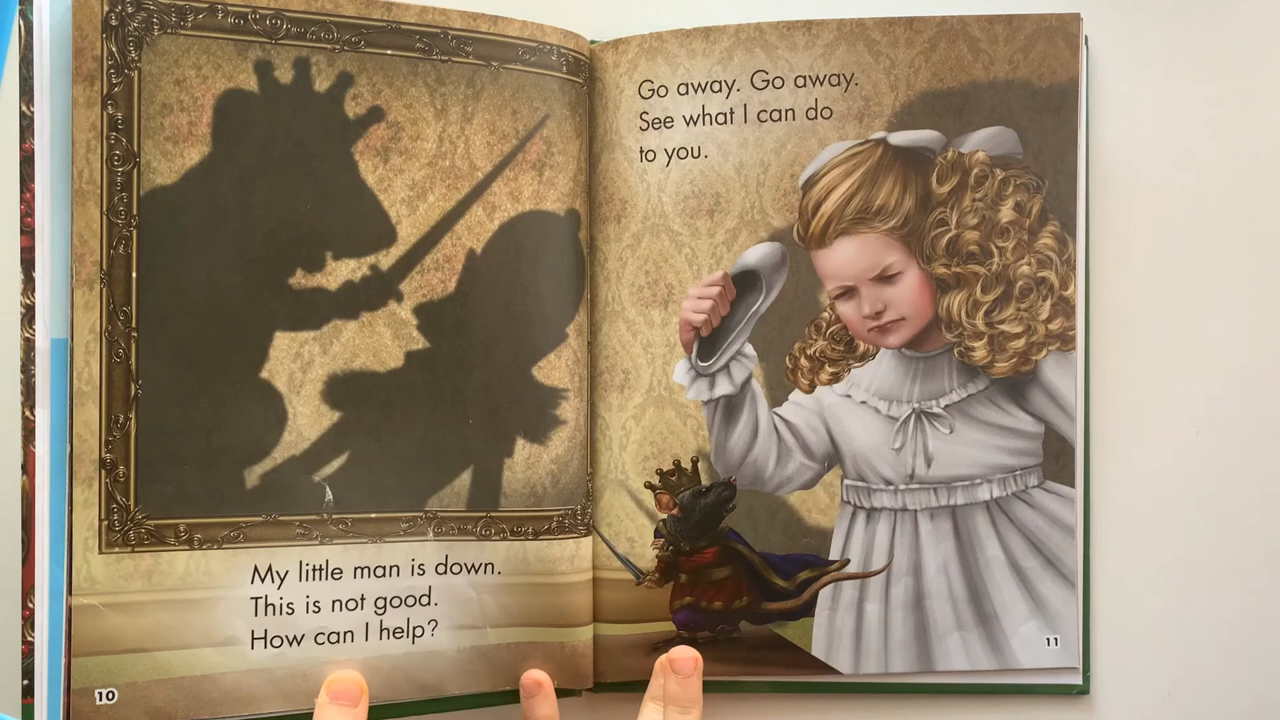 My little man is down.
This is not good.
How can I help?
10
Go away. Go away.
See what I can do
to you.
11